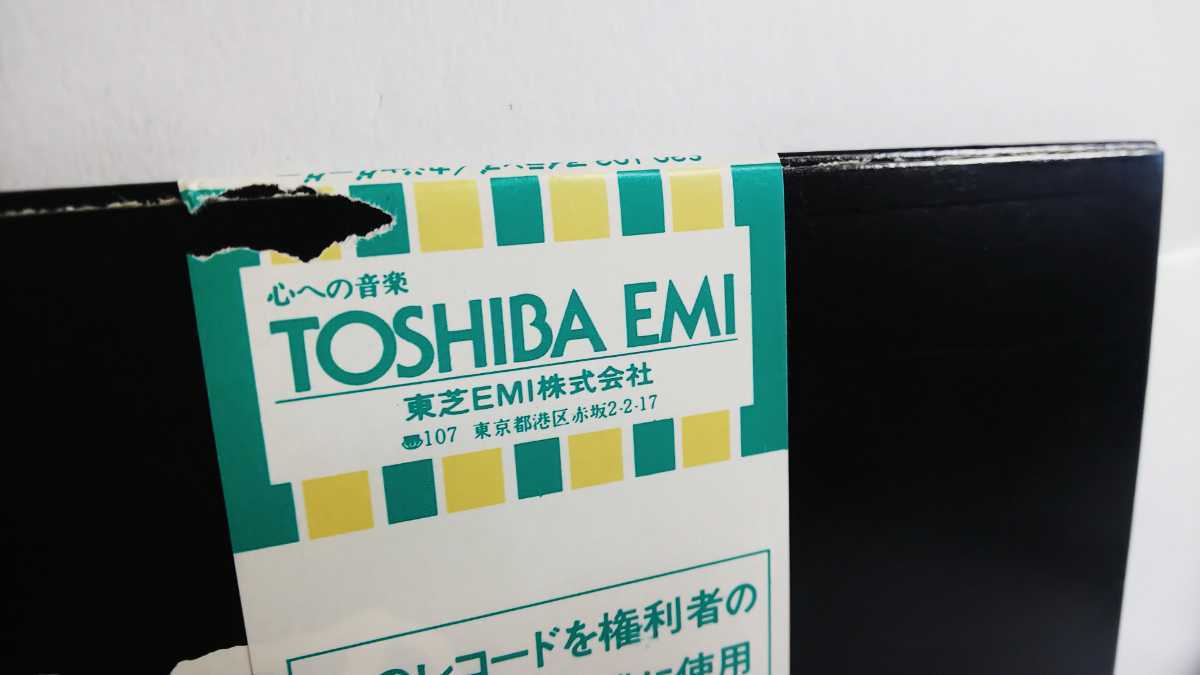 心への音楽
TOSHIBA EMI
東芝EMI株式会社
107 東京都港区赤坂2-2-17
レコードを権利者の
に使用